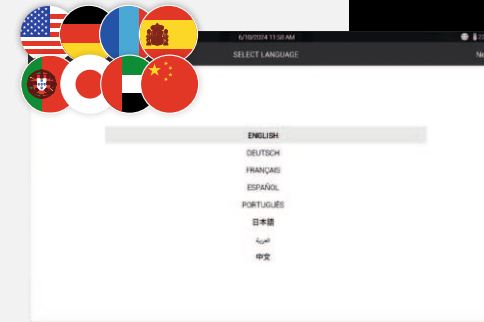 6/10/2024 11:58 AM
SELECT LANGUAGE
ENGLISH
DEUTSCH
FRANÇAIS
ESPAÑOL
PORTUGUÊS
日本語
العربية
中文